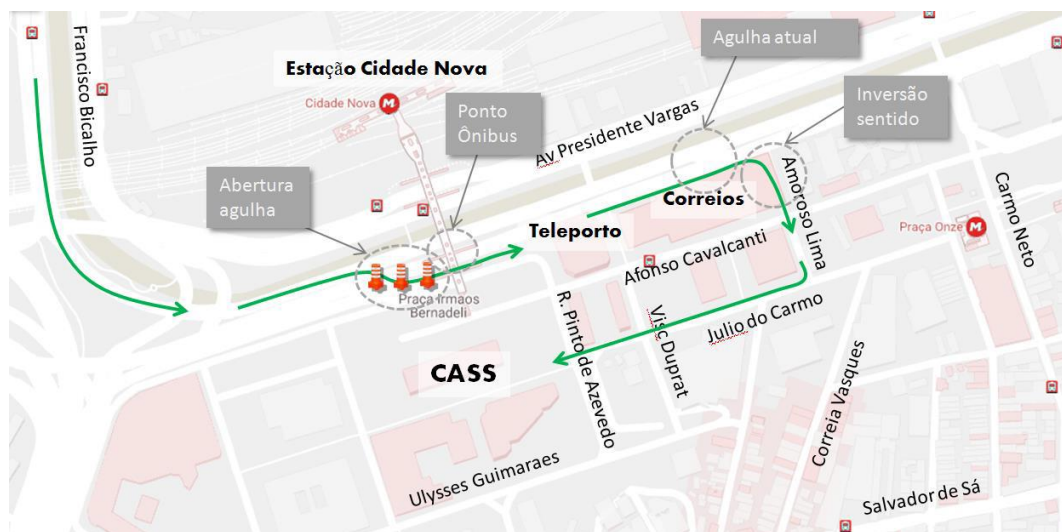 Francisco Bicalho
Estação Cidade Nova
Cidade Nova
M
Ponto
Ônibus
Agulha atual
Inversão
sentido
Av Presidente Vargas
Abertura
agulha
Correios
Amoroso Lima
Carmo Neto
Praça Onze
M
Teleporto
Afonso Cavalcanti
Praça Irmaos
Bernadeli
R. Pinto de Azevedo
Visc Duprat
Julio do Carmo
CASS
Correia Vasques
Ulysses Guimaraes
Salvador de Sá